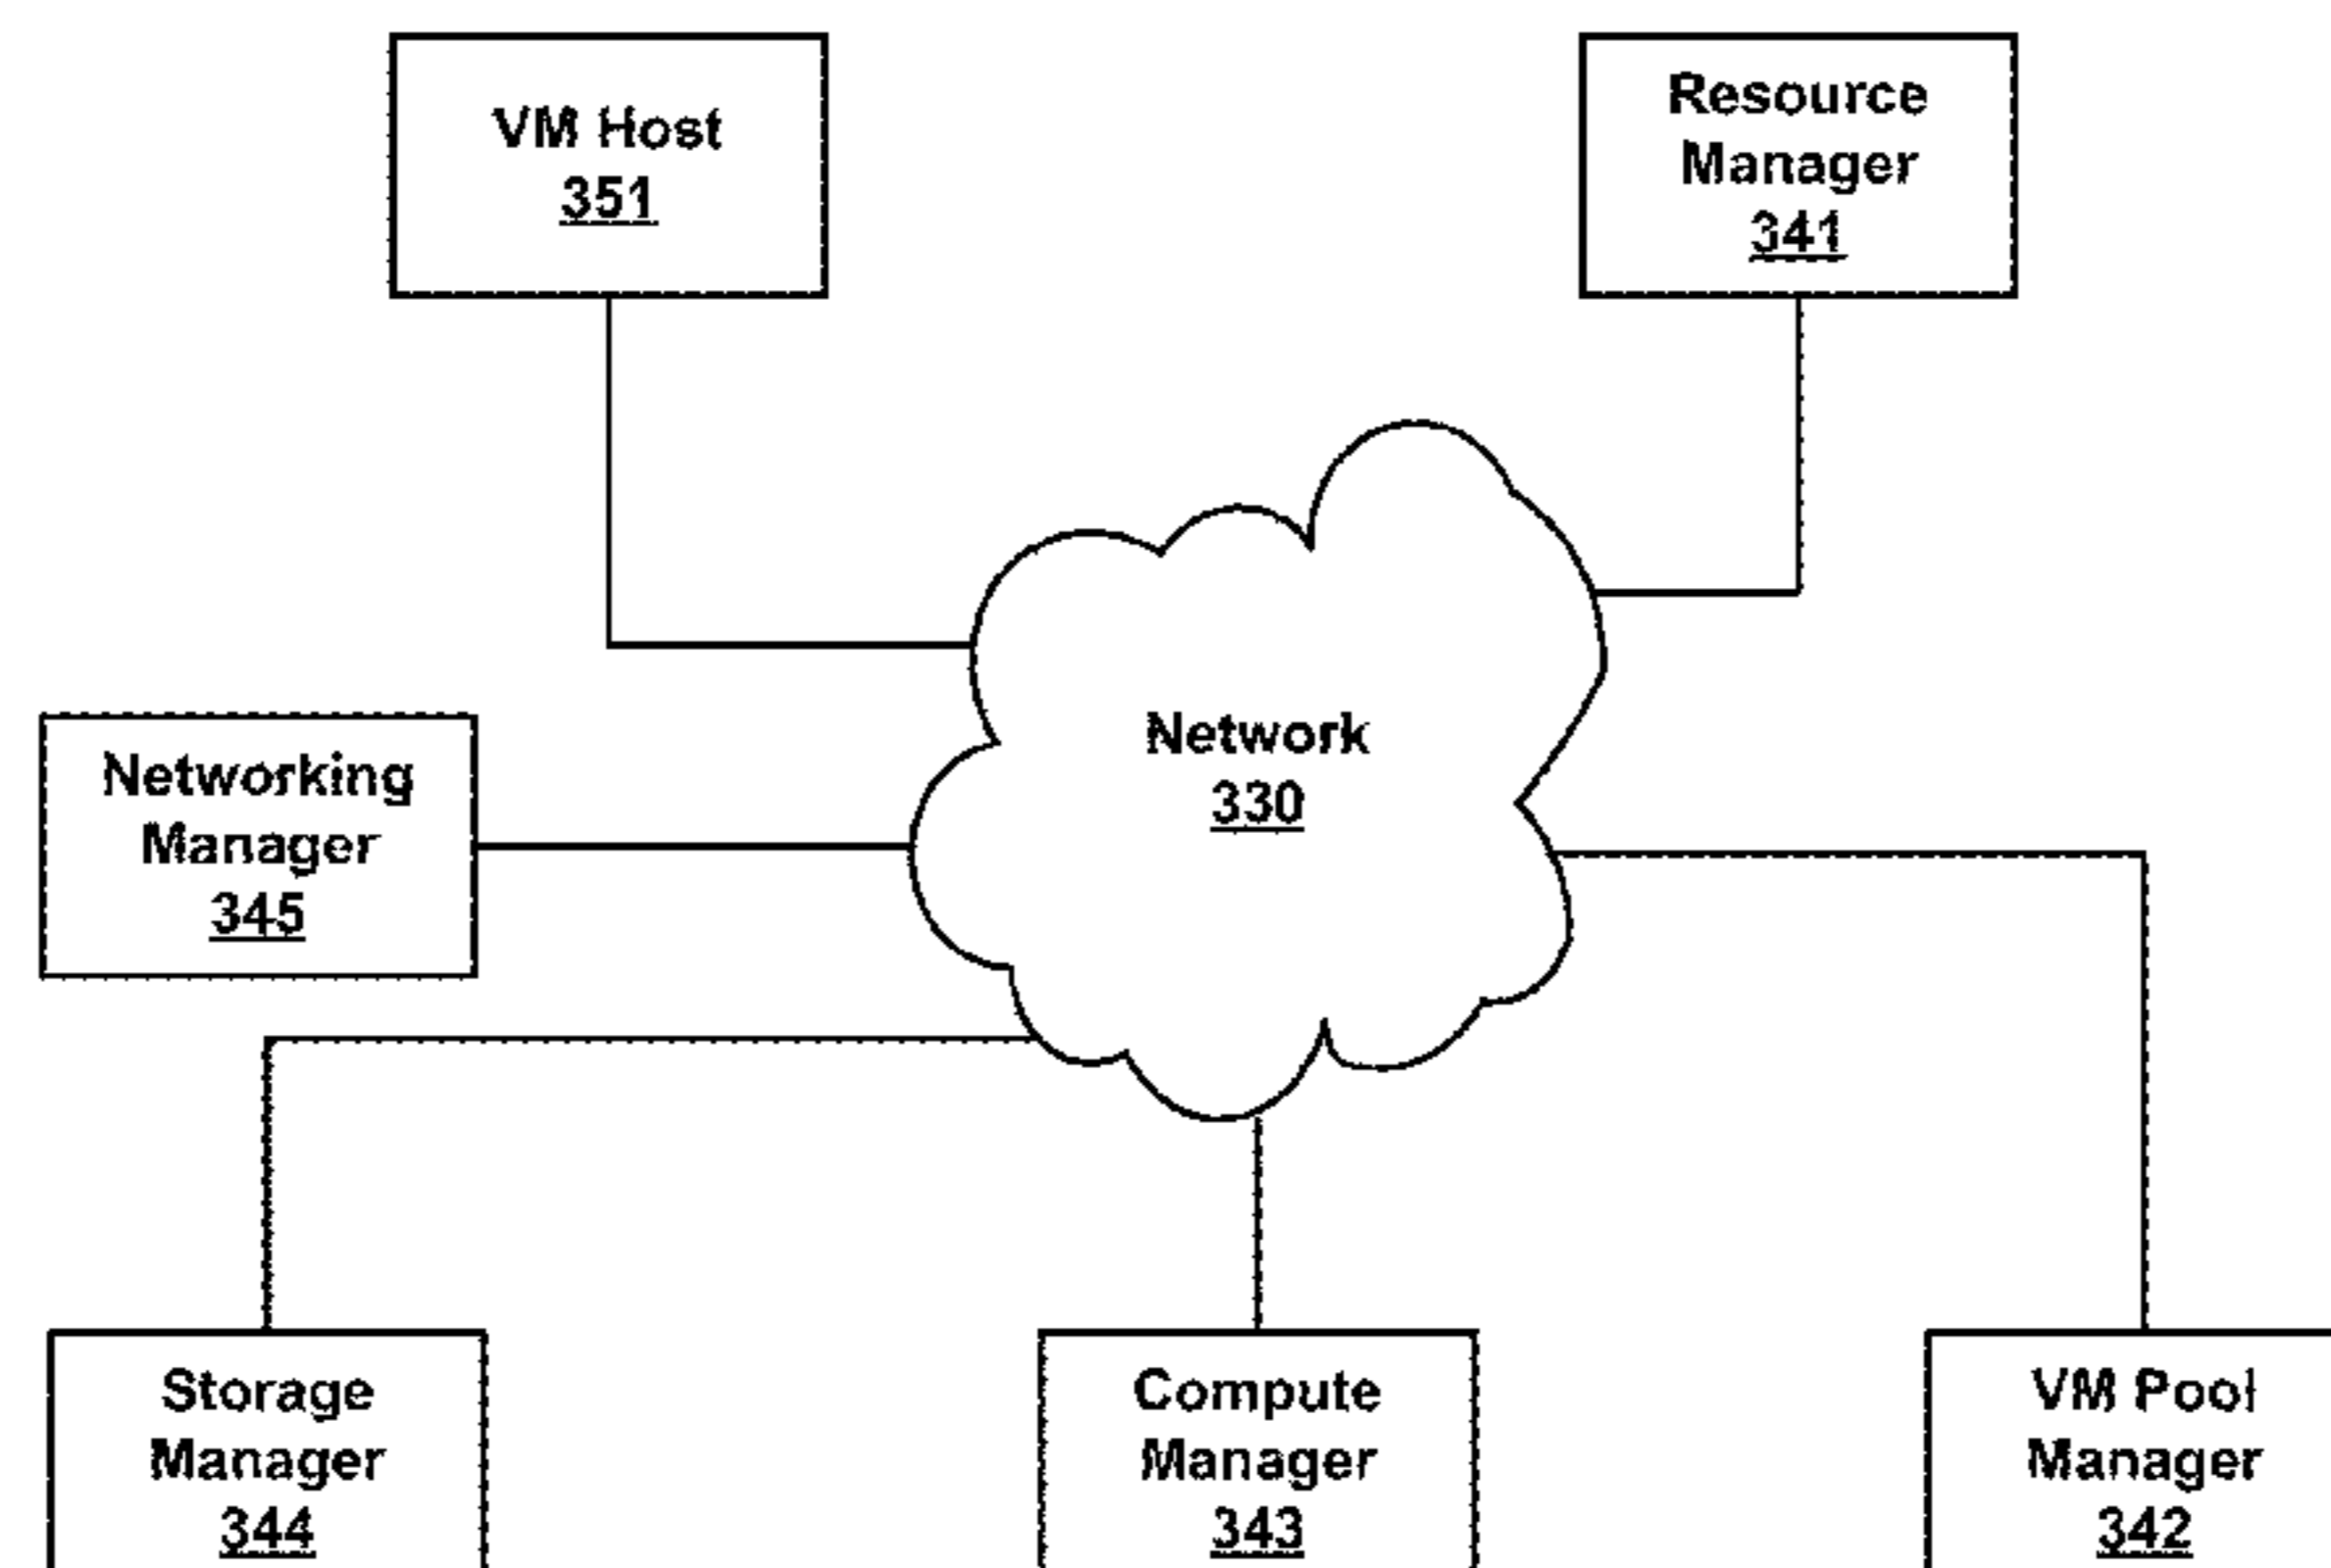 VM Host
351
Resource
Manager
341
Network
330
Networking
Manager
345
Storage
Manager
344
Compute
Manager
343
VM Pool
Manager
342